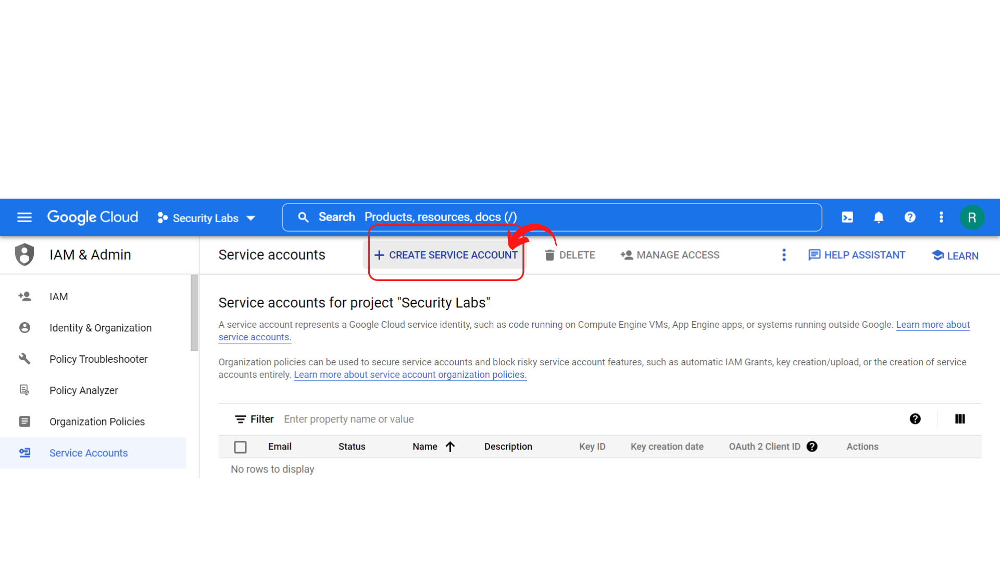 Google Cloud
Security Labs
Search Products, resources, docs (/)
R
IAM & Admin
Service accounts
CREATE SERVICE ACCOUNT
DELETE
MANAGE ACCESS
HELP ASSISTANT
LEARN
IAM
Identity & Organization
Policy Troubleshooter
Policy Analyzer
Organization Policies
Service Accounts
Service accounts for project "Security Labs"
A service account represents a Google Cloud service identity, such as code running on Compute Engine VMs, App Engine apps, or systems running outside Google. Learn more about
service accounts.
Organization policies can be used to secure service accounts and block risky service account features, such as automatic IAM Grants, key creation/upload, or the creation of service
accounts entirely. Learn more about service account organization policies.
Filter Enter property name or value
Email Status Name Description Key ID Key creation date OAuth 2 Client ID Actions
No rows to display